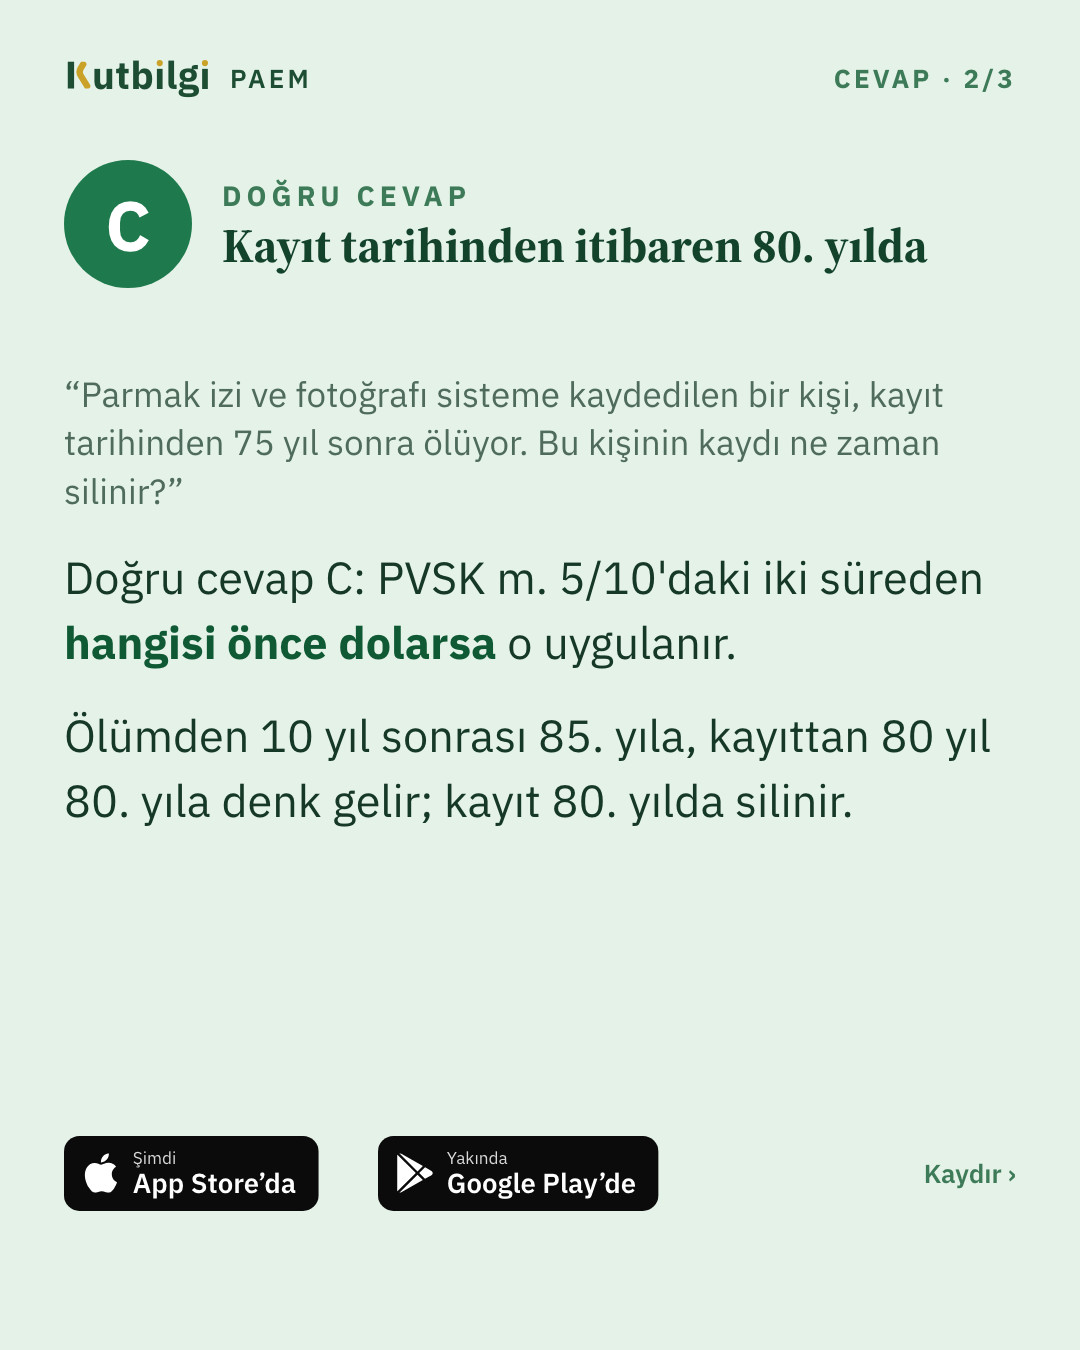 Kutbilgi PAEM
CEVAP · 2/3
C
DOĞRU CEVAP
Kayıt tarihinden itibaren 80. yılda
“Parmak izi ve fotoğrafı sisteme kaydedilen bir kişi, kayıt
tarihinden 75 yıl sonra ölüyor. Bu kişinin kaydı ne zaman
silinir?”
Doğru cevap C: PVSK m. 5/10'daki iki süreden
hangisi önce dolarsa o uygulanır.
Ölümden 10 yıl sonrası 85. yıla, kayıttan 80 yıl
80. yıla denk gelir; kayıt 80. yılda silinir.
Şimdi
App Store’da
Yakında
Google Play’de
Kaydır ›